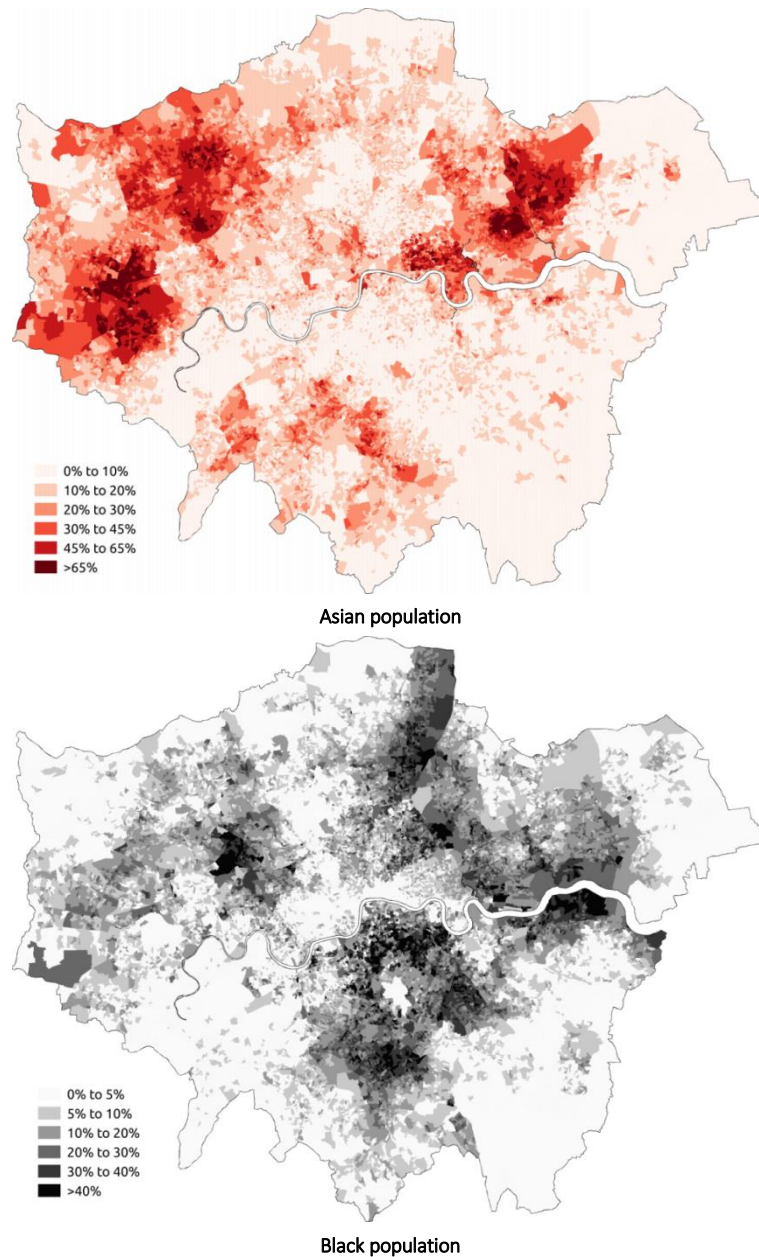 0% to 10%
10% to 20%
20% to 30%
30% to 45%
45% to 65%
>65%
Asian population
0% to 5%
5% to 10%
10% to 20%
20% to 30%
30% to 40%
>40%
Black population